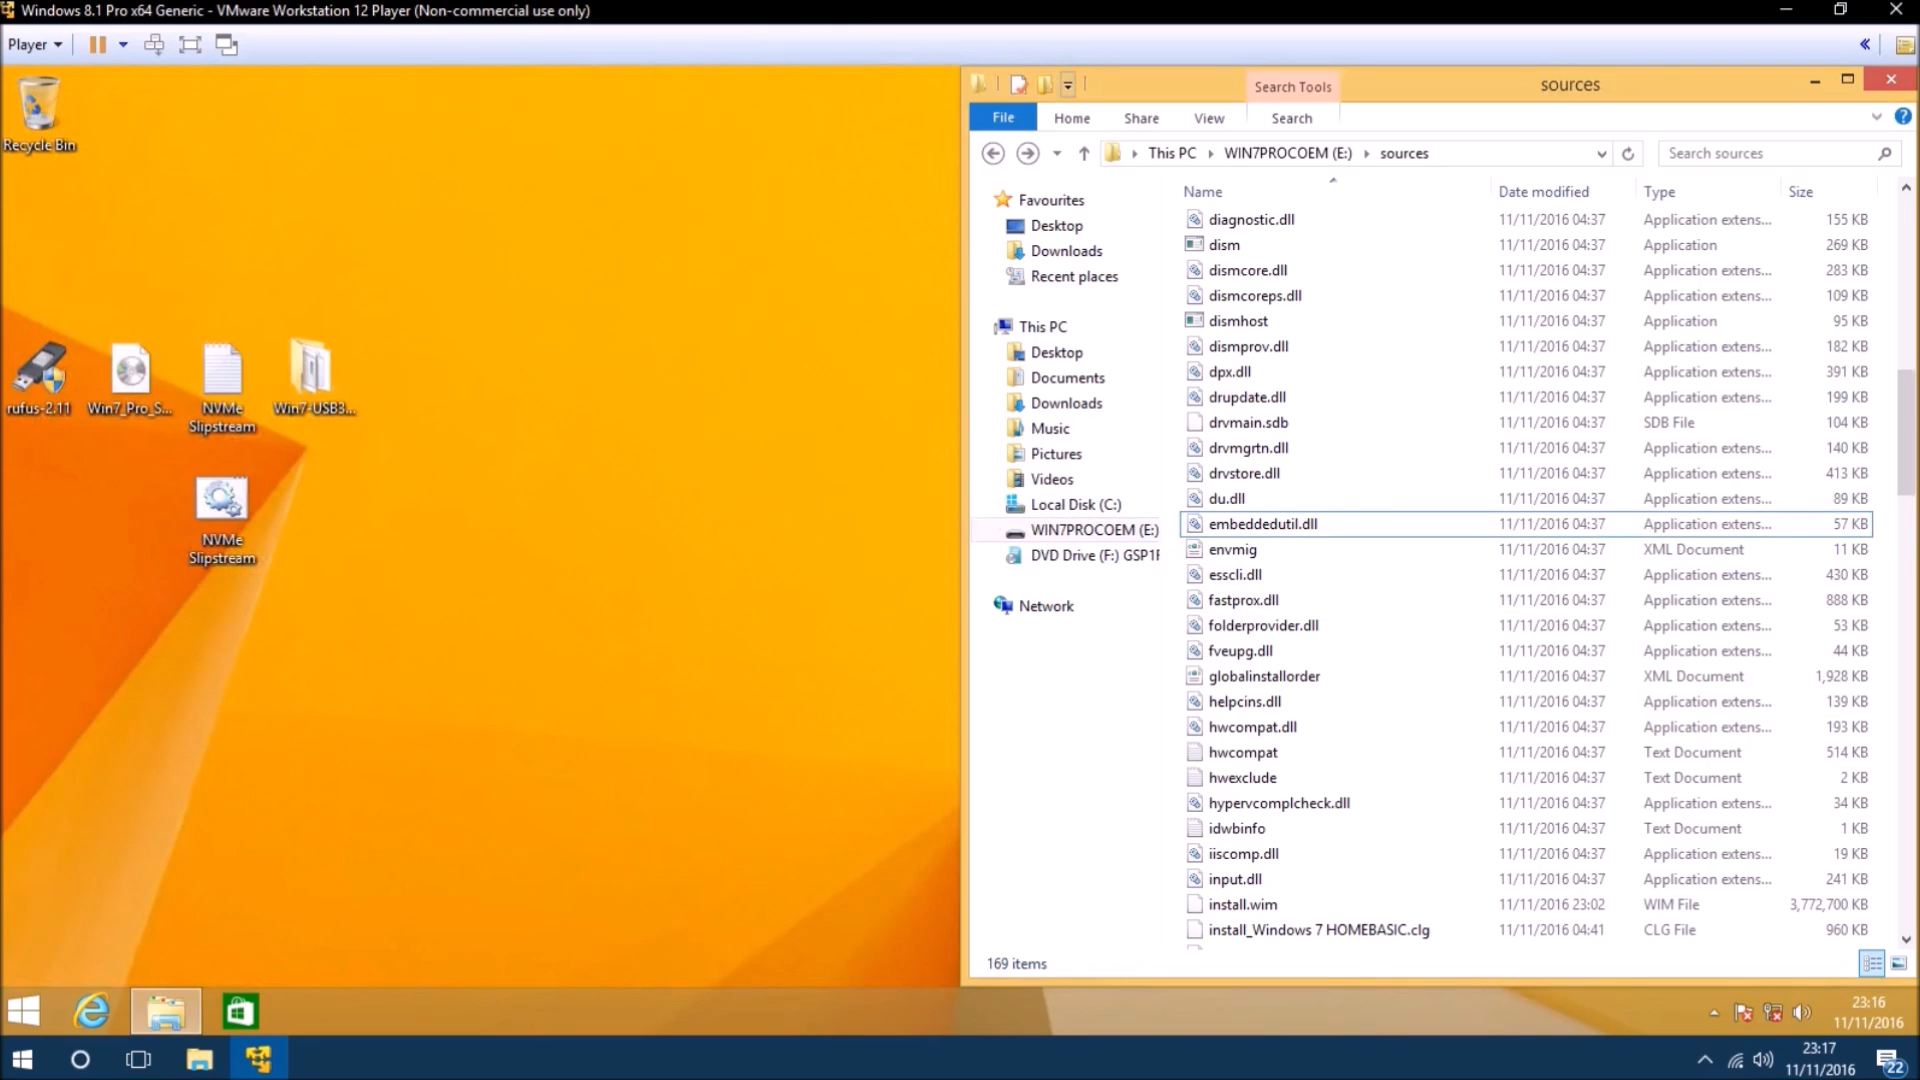 Windows 8.1 Pro x64 Generic - VMware Workstation 12 Player (Non-commercial use only)
Player
Recycle Bin
rufus-2.11
Win7_Pro_S...
NVMe
Slipstream
Win7-USB3...
NVMe
Slipstream
Search Tools
sources
File
Home
Share
View
Search
This PC
WIN7PROCOEM (E:)
sources
Search sources
Favourites
Desktop
Downloads
Recent places
This PC
Desktop
Documents
Downloads
Music
Pictures
Videos
Local Disk (C:)
WIN7PROCOEM (E:)
DVD Drive (F:) GSP1
Network
Name Date modified Type Size
diagnostic.dll 11/11/2016 04:37 Application extens... 155 KB
dism 11/11/2016 04:37 Application 269 KB
dismcore.dll 11/11/2016 04:37 Application extens... 283 KB
dismcoreps.dll 11/11/2016 04:37 Application extens... 109 KB
dismhost 11/11/2016 04:37 Application 95 KB
dismprov.dll 11/11/2016 04:37 Application extens... 182 KB
dpx.dll 11/11/2016 04:37 Application extens... 391 KB
drupdate.dll 11/11/2016 04:37 Application extens... 199 KB
drvmain.sdb 11/11/2016 04:37 SDB File 104 KB
drvmgrtn.dll 11/11/2016 04:37 Application extens... 140 KB
drvstore.dll 11/11/2016 04:37 Application extens... 413 KB
du.dll 11/11/2016 04:37 Application extens... 89 KB
embeddedutil.dll 11/11/2016 04:37 Application extens... 57 KB
envmig 11/11/2016 04:37 XML Document 11 KB
esscli.dll 11/11/2016 04:37 Application extens... 430 KB
fastprox.dll 11/11/2016 04:37 Application extens... 888 KB
folderprovider.dll 11/11/2016 04:37 Application extens... 53 KB
fveupg.dll 11/11/2016 04:37 Application extens... 44 KB
globalinstallorder 11/11/2016 04:37 XML Document 1,928 KB
helpcins.dll 11/11/2016 04:37 Application extens... 139 KB
hwcompat.dll 11/11/2016 04:37 Application extens... 193 KB
hwcompat 11/11/2016 04:37 Text Document 514 KB
hwexclude 11/11/2016 04:37 Text Document 2 KB
hypervcomplcheck.dll 11/11/2016 04:37 Application extens... 34 KB
idwbinfo 11/11/2016 04:37 Text Document 1 KB
iiscomp.dll 11/11/2016 04:37 Application extens... 19 KB
input.dll 11/11/2016 04:37 Application extens... 241 KB
install.wim 11/11/2016 23:02 WIM File 3,772,700 KB
install_Windows 7 HOMEBASIC.clg 11/11/2016 04:41 CLG File 960 KB
169 items
23:16
11/11/2016
23:17
11/11/2016
22